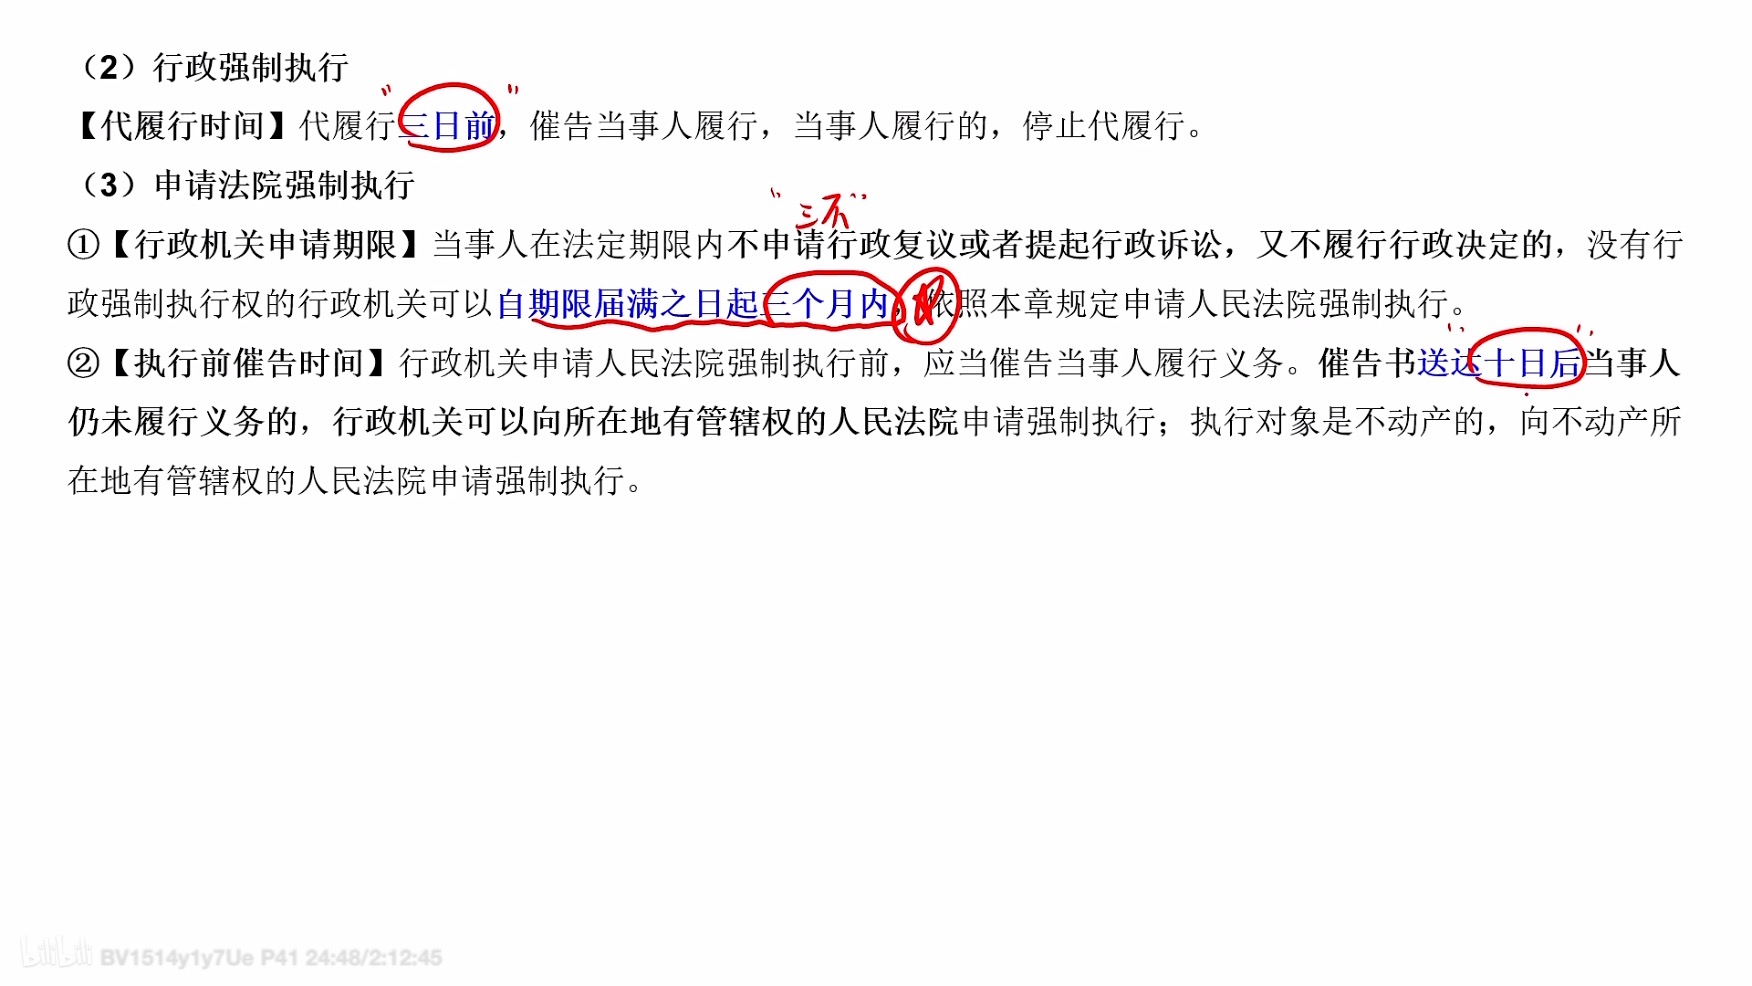 （2）行政强制执行
【代履行时间】代履行三日前，催告当事人履行，当事人履行的，停止代履行。
（3）申请法院强制执行
“三不”
①【行政机关申请期限】当事人在法定期限内不申请行政复议或者提起行政诉讼，又不履行行政决定的，没有行
政强制执行权的行政机关可以自期限届满之日起三个月内，依照本章规定申请人民法院强制执行。
②【执行前催告时间】行政机关申请人民法院强制执行前，应当催告当事人履行义务。催告书送达十日后当事人
仍未履行义务的，行政机关可以向所在地有管辖权的人民法院申请强制执行；执行对象是不动产的，向不动产所
在地有管辖权的人民法院申请强制执行。
bilibili BV1514y1y7Ue P41 24:48/2:12:45